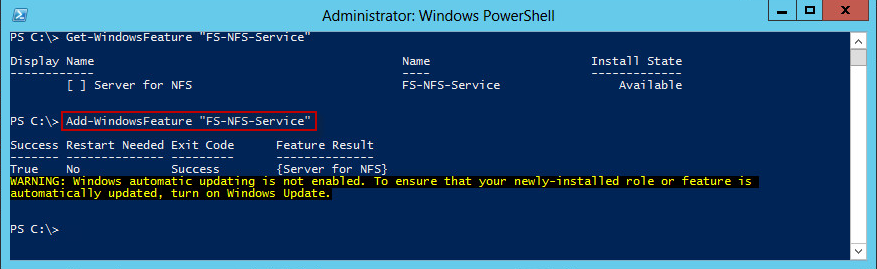 Administrator: Windows PowerShell
PS C:\> Get-WindowsFeature "FS-NFS-Service"
Display Name Name Install State
------------ ---- -------------
[ ] Server for NFS FS-NFS-Service Available
PS C:\> Add-WindowsFeature "FS-NFS-Service"
Success Restart Needed Exit Code Feature Result
------- -------------- --------- --------------
True No Success {Server for NFS}
WARNING: Windows automatic updating is not enabled. To ensure that your newly-installed role or feature is
automatically updated, turn on Windows Update.
PS C:\>